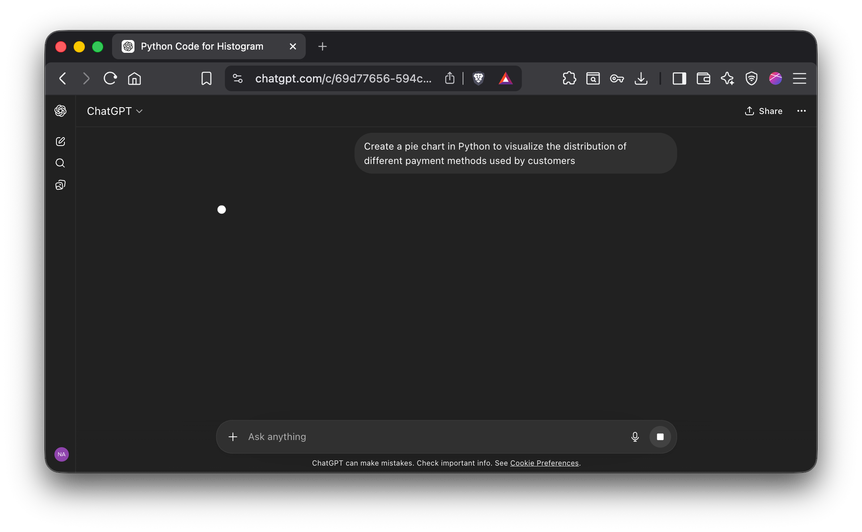 Python Code for Histogram
chatgpt.com/c/69d77656-594c...
ChatGPT
Share
Create a pie chart in Python to visualize the distribution of
different payment methods used by customers
Ask anything
NA
ChatGPT can make mistakes. Check important info. See Cookie Preferences.